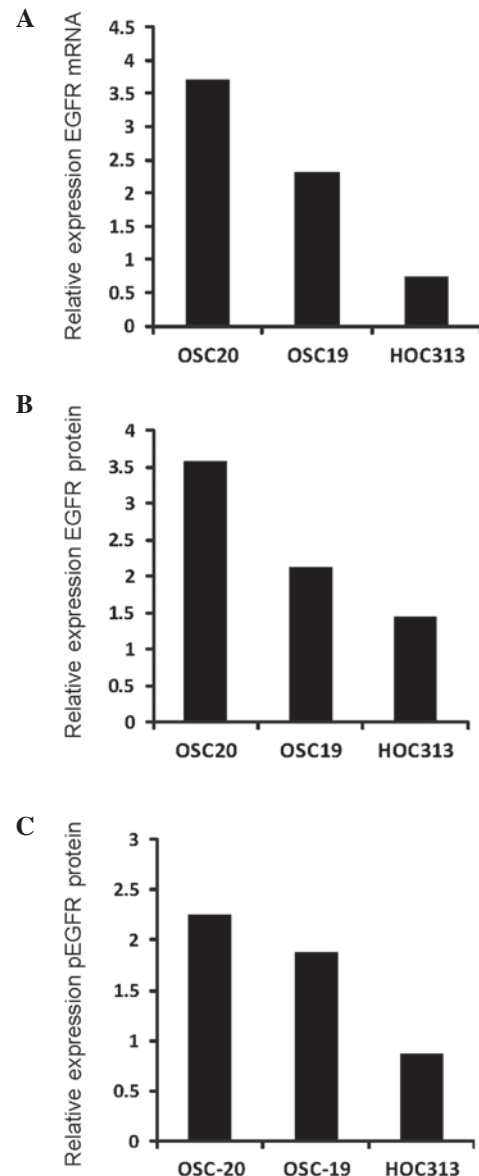 A
Relative expression EGFR mRNA
4.5
4
3.5
3
2.5
2
1.5
1
0.5
0
OSC20 OSC19 HOC313
B
Relative expression EGFR protein
4
3.5
3
2.5
2
1.5
1
0.5
0
OSC20 OSC19 HOC313
C
Relative expression pEGFR protein
3
2.5
2
1.5
1
0.5
0
OSC-20 OSC-19 HOC313